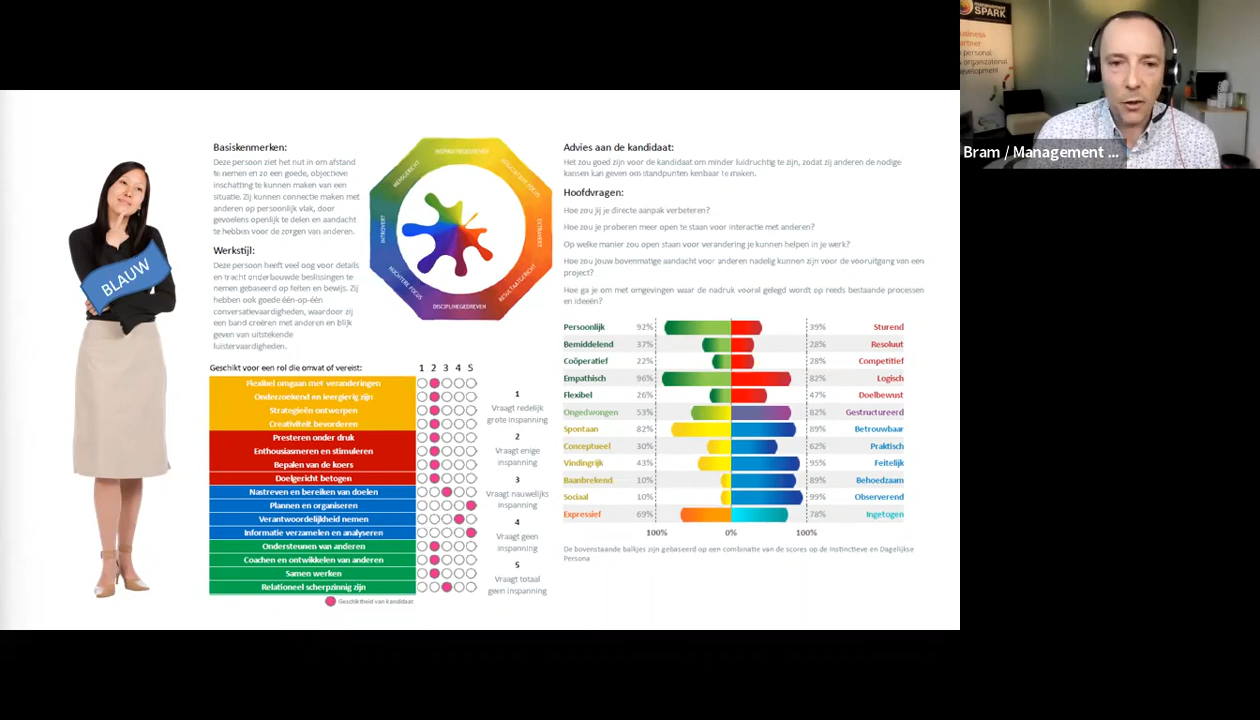 SPARK
Bram / Management ...
BLAUW
Basiskenmerken:
Deze persoon ziet het nut in om afstand
te nemen en zo een goede, objectieve
inschatting te kunnen maken van een
situatie. Zij kunnen connectie maken met
anderen op persoonlijk vlak, door
gevoelens openlijk te delen en aandacht
te hebben voor de zorgen van anderen.
Werkstijl:
Deze persoon heeft veel oog voor details
en tracht onderbouwde beslissingen te
nemen gebaseerd op feiten en bewijs. Zij
hebben ook goede één-op-één
conversatievaardigheden, waardoor zij
een band creëren met anderen en blijk
geven van uitstekende
luistervaardigheden.
MENSGERICHT
EXTRAVERT
RESULTAATGERICHT
DISCIPLINEGEDREVEN
NUCHTERE FOCUS
INTROVERT
Geschikt voor een rol die omvat of vereist: 1 2 3 4 5
Flexibel omgaan met veranderingen
Onderzoekend en leergierig zijn
Strategieën ontwerpen
Creativiteit bevorderen
Presteren onder druk
Enthousiasmeren en stimuleren
Bepalen van de koers
Doelgericht betogen
Nastreven en bereiken van doelen
Plannen en organiseren
Verantwoordelijkheid nemen
Informatie verzamelen en analyseren
Ondersteunen van anderen
Coachen en ontwikkelen van anderen
Samen werken
Relationeel scherpzinnig zijn
Geschiktheid van kandidaat
1
Vraagt redelijk
grote inspanning
2
Vraagt enige
inspanning
3
Vraagt nauwelijks
inspanning
4
Vraagt geen
inspanning
5
Vraagt totaal
geen inspanning
Advies aan de kandidaat:
Het zou goed zijn voor de kandidaat om minder luidruchtig te zijn, zodat zij anderen de nodige
kansen kan geven om standpunten kenbaar te maken.
Hoofdvragen:
Hoe zou jij je directe aanpak verbeteren?
Hoe zou je proberen meer open te staan voor interactie met anderen?
Op welke manier zou open staan voor verandering je kunnen helpen in je werk?
Hoe zou jouw bovenmatige aandacht voor anderen nadelig kunnen zijn voor de vooruitgang van een
project?
Hoe ga je om met omgevingen waar de nadruk vooral gelegd wordt op reeds bestaande processen
en ideeën?
Persoonlijk 92% 39% Sturend
Bemiddelend 37% 28% Resoluut
Coöperatief 22% 28% Competitief
Empathisch 96% 82% Logisch
Flexibel 26% 47% Doelbewust
Ongedwongen 53% 82% Gestructureerd
Spontaan 82% 89% Betrouwbaar
Conceptueel 30% 62% Praktisch
Vindingrijk 43% 95% Feitelijk
Baanbrekend 10% 89% Behoedzaam
Sociaal 10% 99% Observerend
Expressief 69% 78% Ingetogen
100% 0% 100%
De bovenstaande balkjes zijn gebaseerd op een combinatie van de scores op de Instinctieve en Dagelijkse
Persona